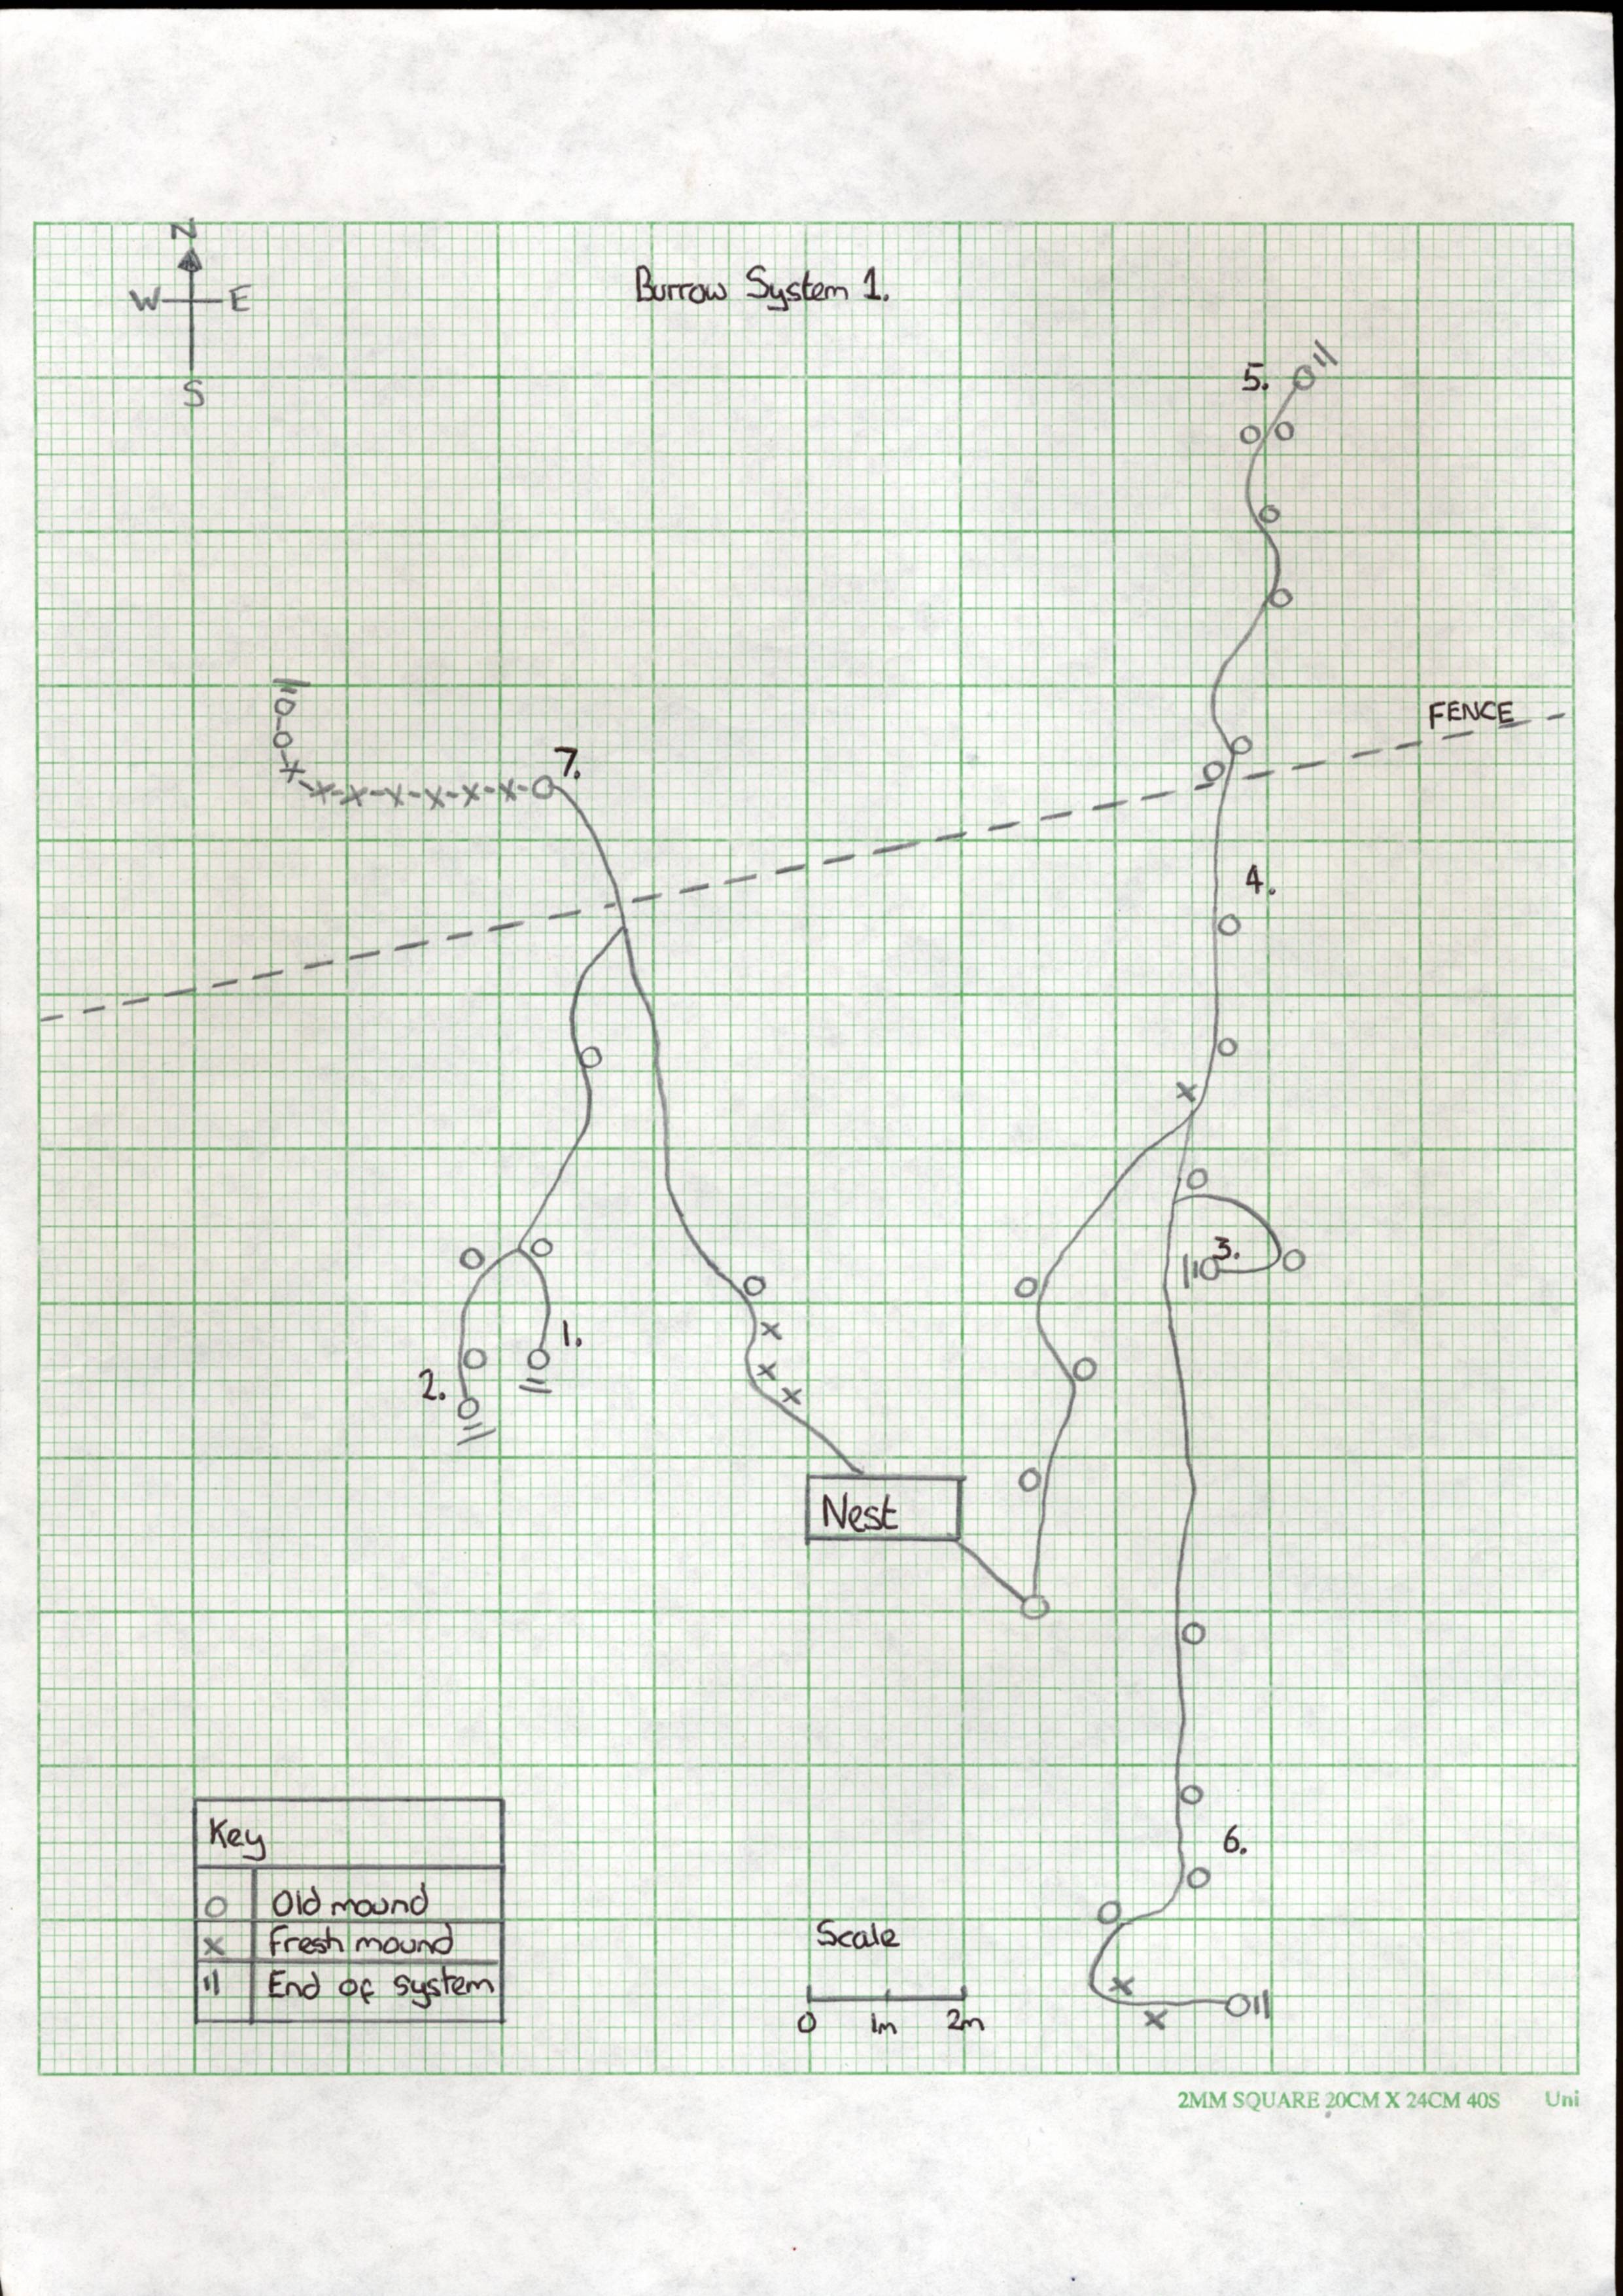 N
W E
S
Burrow System 1.
5.
FENCE
7.
4.
3.
1.
2.
Nest
6.
Key
O Old mound
x Fresh mound
II End of system
Scale
0 1m 2m
2MM SQUARE 20CM X 24CM 40S Uni